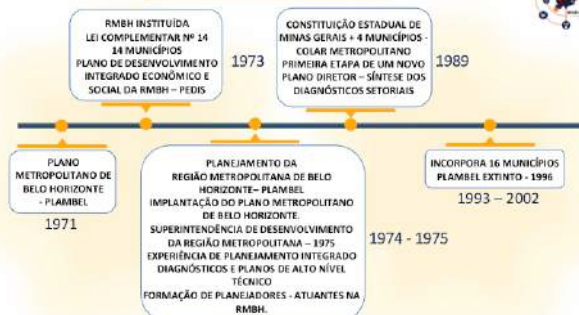 RMBH INSTITUÍDA
LEI COMPLEMENTAR Nº 14
14 MUNICÍPIOS
PLANO DE DESENVOLVIMENTO
INTEGRADO ECONÔMICO E
SOCIAL DA RMBH – PEDIS
1973
CONSTITUIÇÃO ESTADUAL DE
MINAS GERAIS + 4 MUNICÍPIOS -
COLAR METROPOLITANO
PRIMEIRA ETAPA DE UM NOVO
PLANO DIRETOR – SÍNTESE DOS
DIAGNÓSTICOS SETORIAIS
1989
PLANO
METROPOLITANO DE
BELO HORIZONTE
- PLAMBEL
1971
PLANEJAMENTO DA
REGIÃO METROPOLITANA DE BELO
HORIZONTE– PLAMBEL
IMPLANTAÇÃO DO PLANO METROPOLITANO
DE BELO HORIZONTE.
SUPERINTENDÊNCIA DE DESENVOLVIMENTO
DA REGIÃO METROPOLITANA – 1975
EXPERIÊNCIA DE PLANEJAMENTO INTEGRADO
DIAGNÓSTICOS E PLANOS DE ALTO NÍVEL
TÉCNICO
FORMAÇÃO DE PLANEJADORES - ATUANTES NA
RMBH.
1974 - 1975
INCORPORA 16 MUNICÍPIOS
PLAMBEL EXTINTO - 1996
1993 – 2002